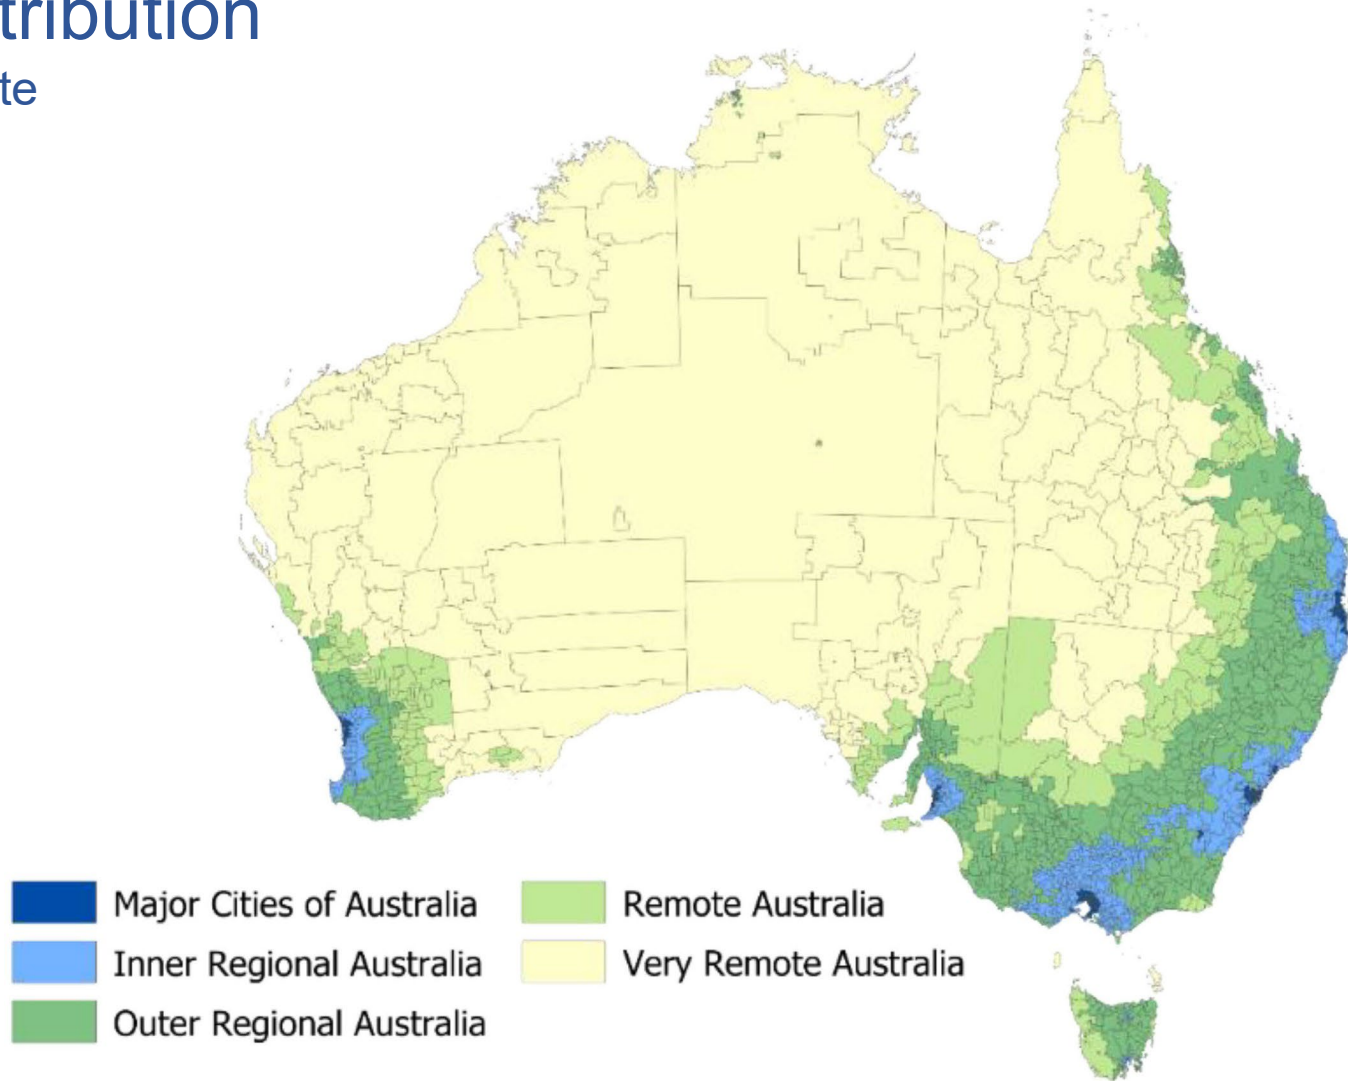 tribution
te
Major Cities of Australia
Inner Regional Australia
Outer Regional Australia
Remote Australia
Very Remote Australia